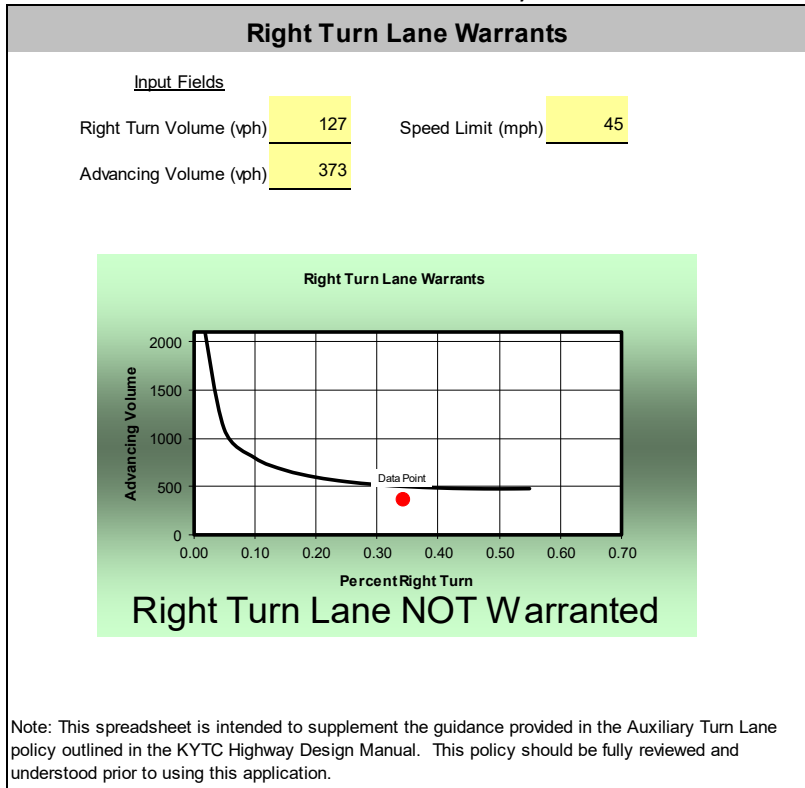 Right Turn Lane Warrants
Input Fields
Right Turn Volume (vph) 127 Speed Limit (mph) 45
Advancing Volume (vph) 373
Right Turn Lane Warrants
Advancing Volume
2000
1500
1000
500
0
Data Point
0.00 0.10 0.20 0.30 0.40 0.50 0.60 0.70
Percent Right Turn
Right Turn Lane NOT Warranted
Note: This spreadsheet is intended to supplement the guidance provided in the Auxiliary Turn Lane
policy outlined in the KYTC Highway Design Manual. This policy should be fully reviewed and
understood prior to using this application.